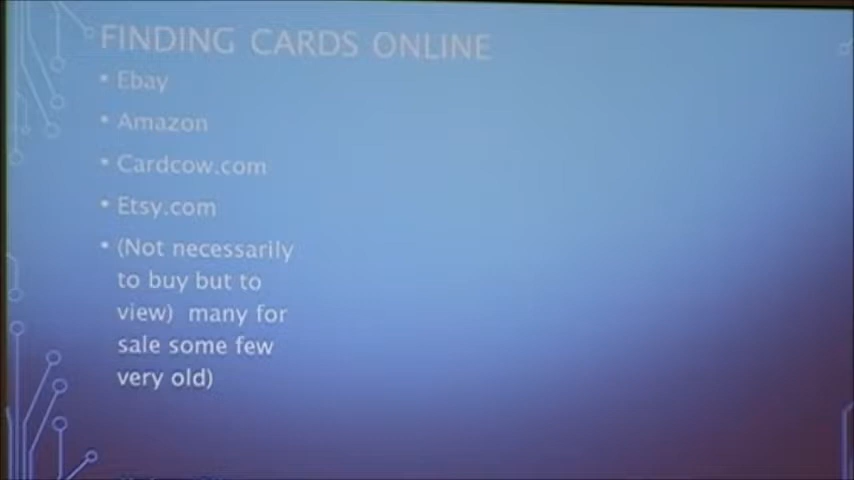 FINDING CARDS ONLINE
• Ebay
• Amazon
• Cardcow.com
• Etsy.com
• (Not necessarily
to buy but to
view)  many for
sale some few
very old)